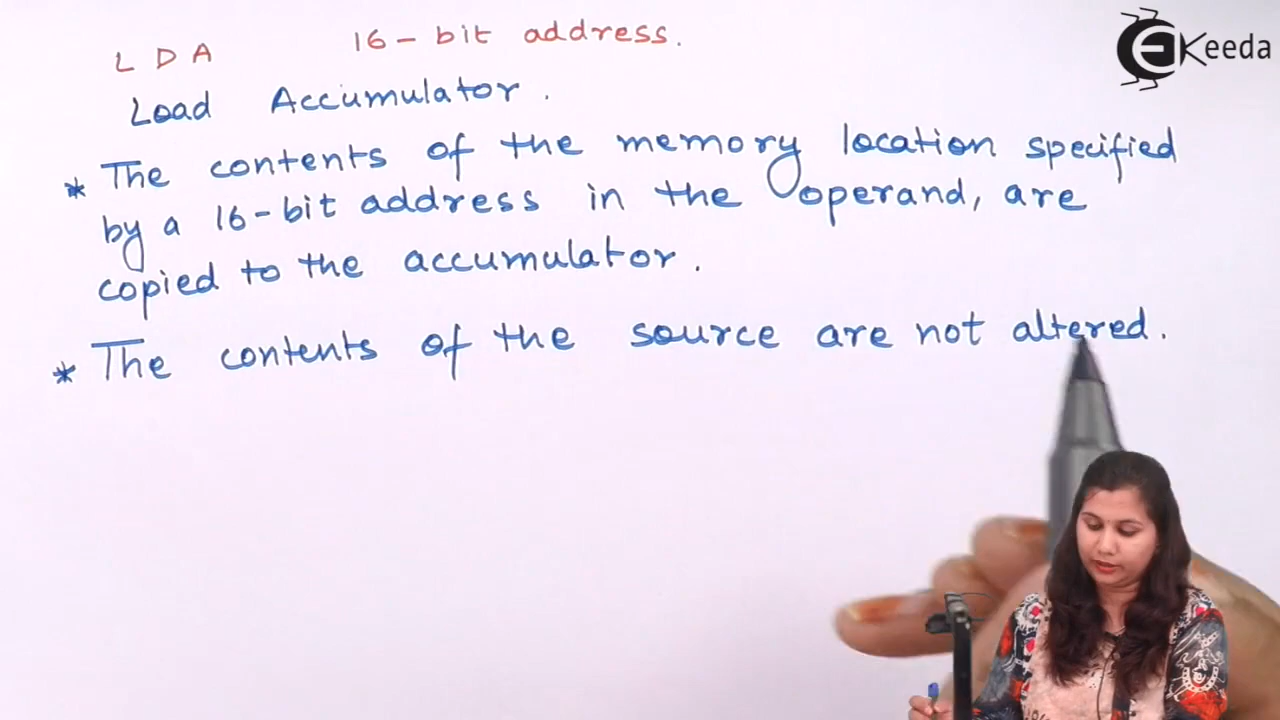 LDA 16-bit address.
Load Accumulator.
* The contents of the memory location specified
by a 16-bit address in the operand, are
copied to the accumulator.
* The contents of the source are not altered.
Keeda